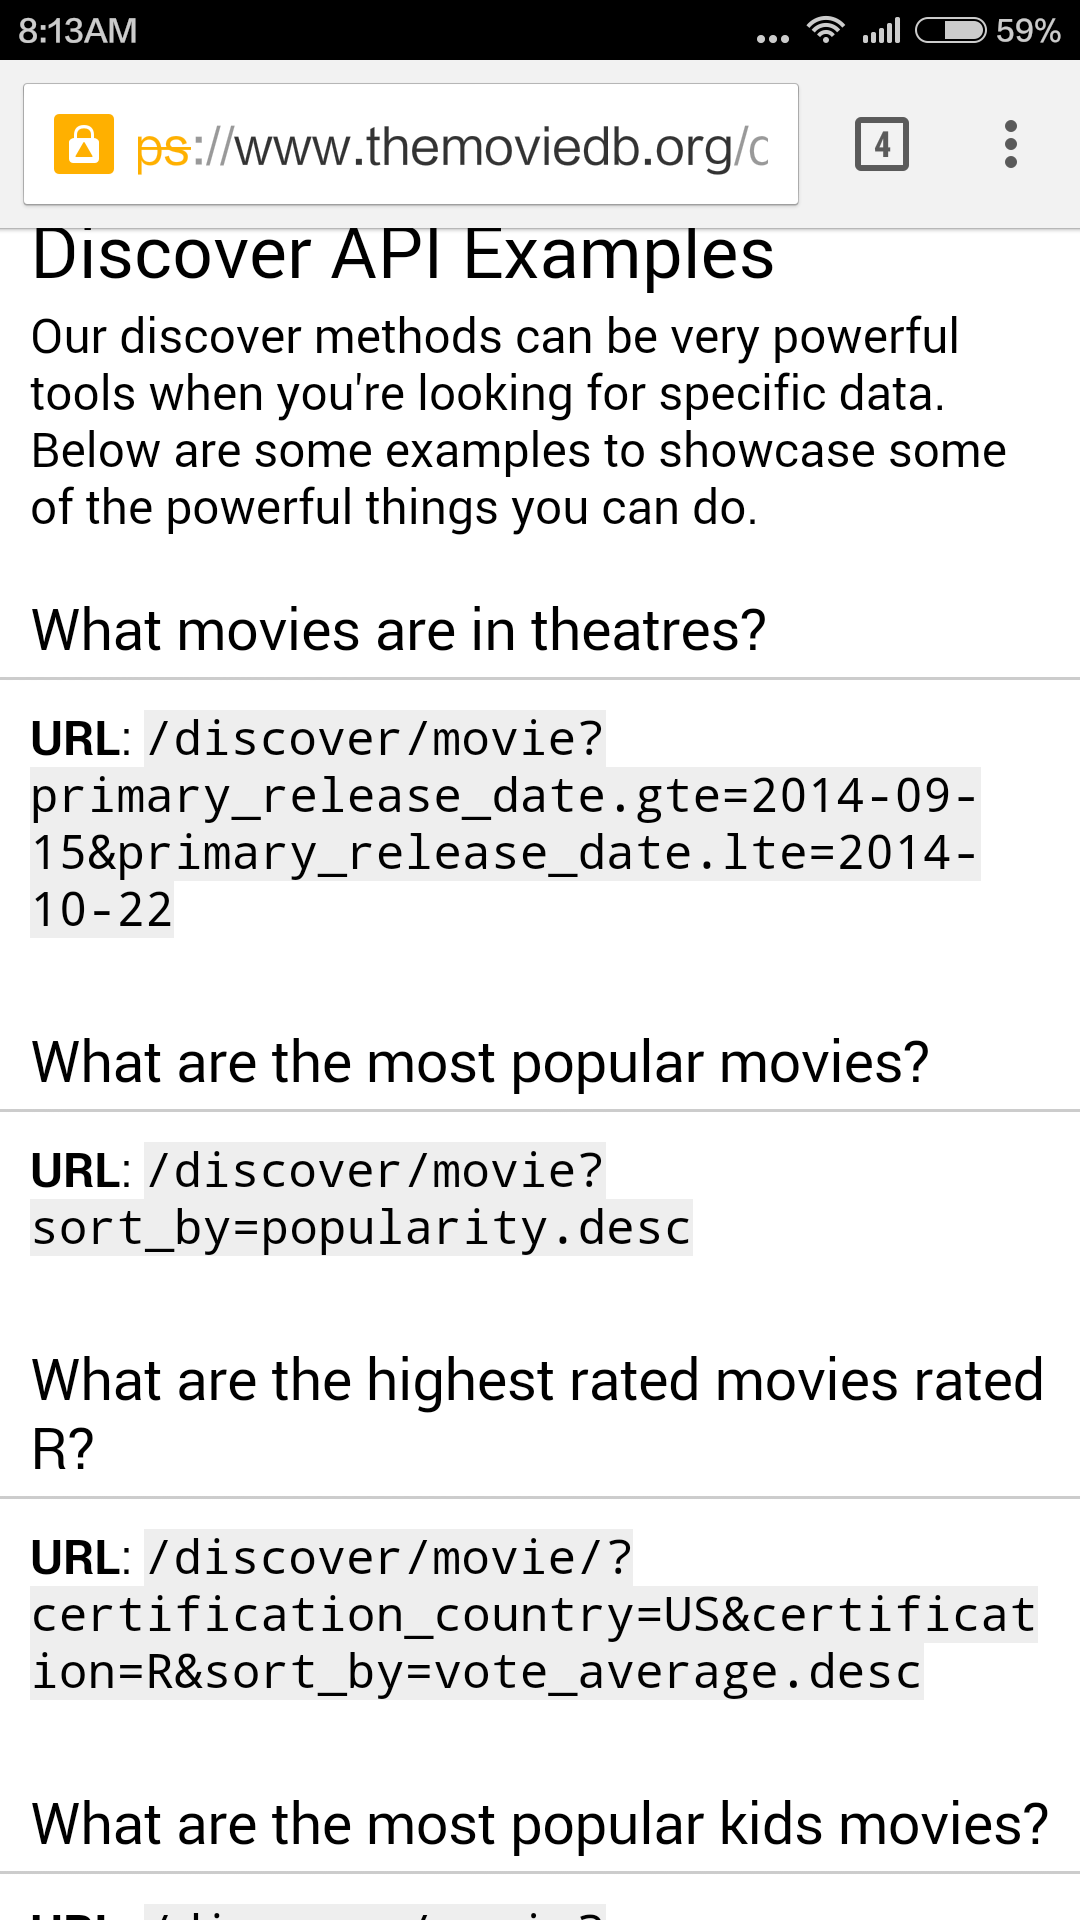 8:13AM
59%
ps://www.themoviedb.org/
4
Discover API Examples
Our discover methods can be very powerful
tools when you're looking for specific data.
Below are some examples to showcase some
of the powerful things you can do.
What movies are in theatres?
URL: /discover/movie?
primary_release_date.gte=2014-09-
15&primary_release_date.lte=2014-
10-22
What are the most popular movies?
URL: /discover/movie?
sort_by=popularity.desc
What are the highest rated movies rated
R?
URL: /discover/movie/?
certification_country=US&certificat
ion=R&sort_by=vote_average.desc
What are the most popular kids movies?